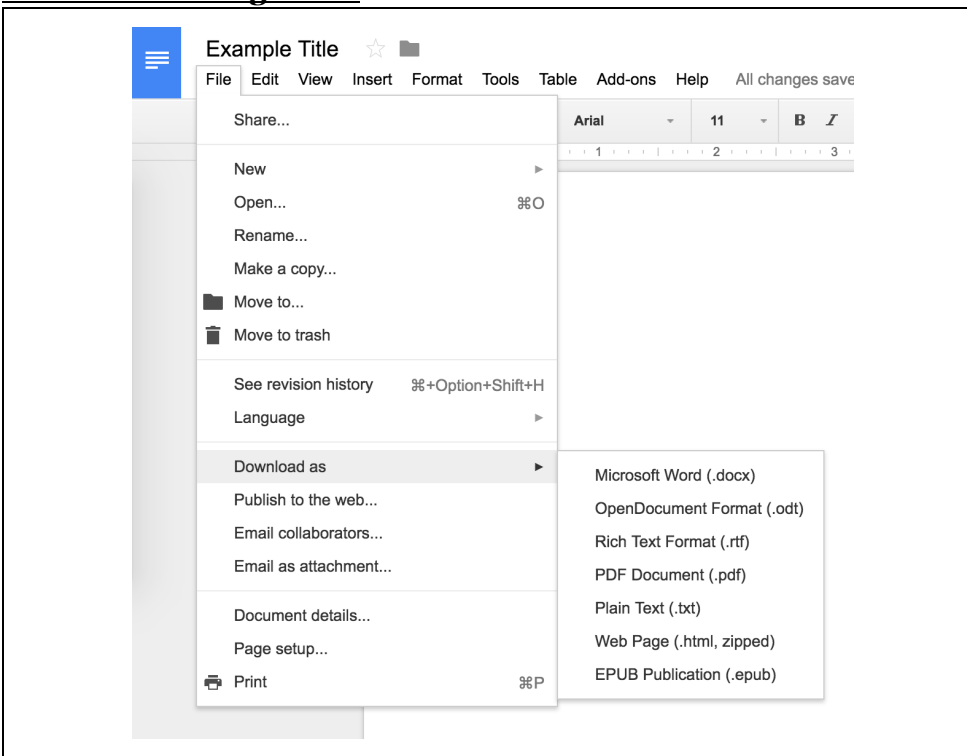 Example Title
File Edit View Insert Format Tools Table Add-ons Help All changes save
Share...
Arial 11 B I
1 2 3
New
Open... ⌘O
Rename...
Make a copy...
Move to...
Move to trash
See revision history ⌘+Option+Shift+H
Language
Download as
Publish to the web...
Email collaborators...
Email as attachment...
Microsoft Word (.docx)
OpenDocument Format (.odt)
Rich Text Format (.rtf)
PDF Document (.pdf)
Plain Text (.txt)
Web Page (.html, zipped)
EPUB Publication (.epub)
Document details...
Page setup...
Print ⌘P